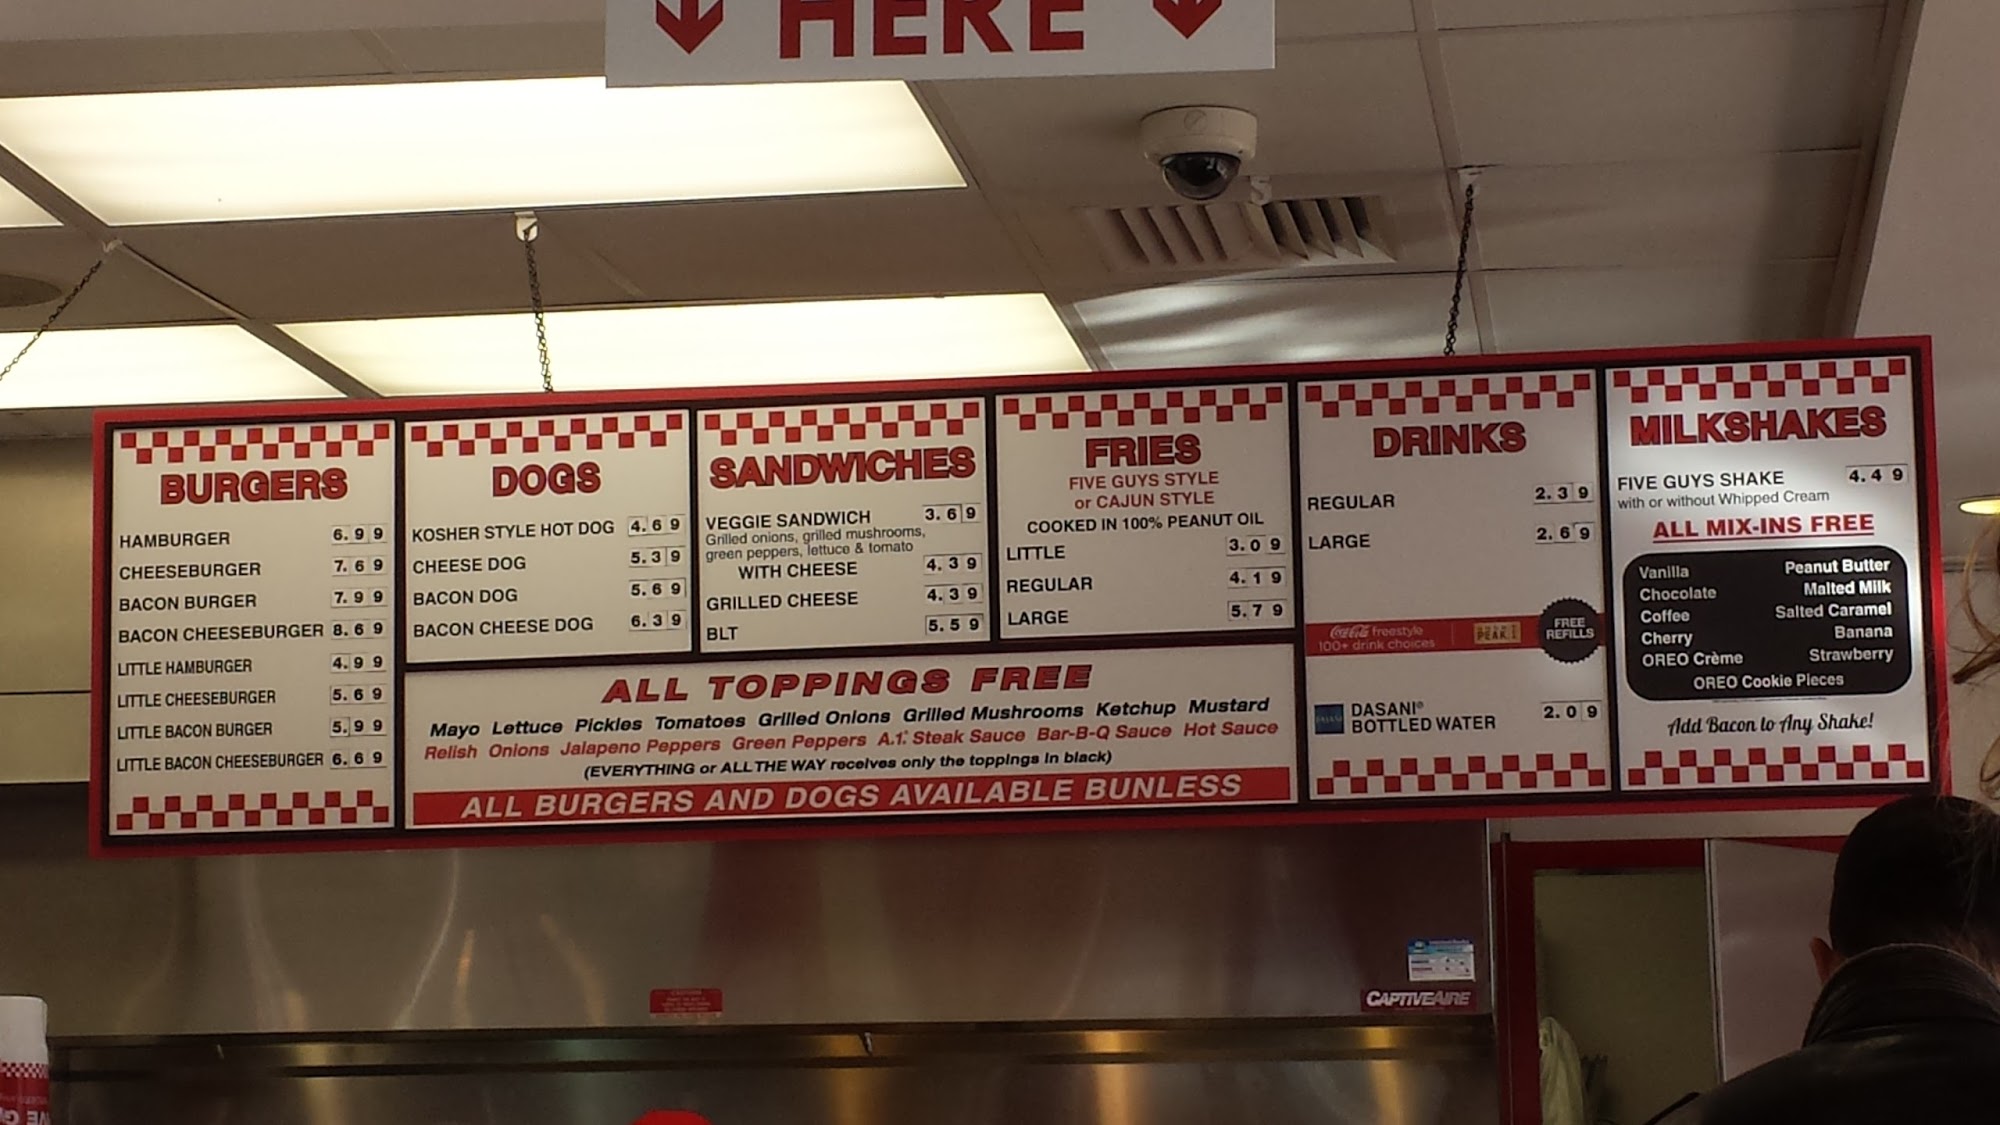 HERE
BURGERS
HAMBURGER 6.99
CHEESEBURGER 7.69
BACON BURGER 7.99
BACON CHEESEBURGER 8.69
LITTLE HAMBURGER 4.99
LITTLE CHEESEBURGER 5.69
LITTLE BACON BURGER 5.99
LITTLE BACON CHEESEBURGER 6.69
DOGS
KOSHER STYLE HOT DOG 4.69
CHEESE DOG 5.39
BACON DOG 5.69
BACON CHEESE DOG 6.39
SANDWICHES
VEGGIE SANDWICH 3.69
Grilled onions, grilled mushrooms,
green peppers, lettuce & tomato
WITH CHEESE 4.39
GRILLED CHEESE 4.39
BLT 5.59
FRIES
FIVE GUYS STYLE
or CAJUN STYLE
COOKED IN 100% PEANUT OIL
LITTLE 3.09
REGULAR 4.19
LARGE 5.79
ALL TOPPINGS FREE
Mayo Lettuce Pickles Tomatoes Grilled Onions Grilled Mushrooms Ketchup Mustard
Relish Onions Jalapeno Peppers Green Peppers A.1.® Steak Sauce Bar-B-Q Sauce Hot Sauce
(EVERYTHING or ALL THE WAY receives only the toppings in black)
ALL BURGERS AND DOGS AVAILABLE BUNLESS
DRINKS
REGULAR 2.39
LARGE 2.69
Coca-Cola freestyle
100+ drink choices
PEAK
FREE
REFILLS
DASANI
DASANI®
BOTTLED WATER 2.09
MILKSHAKES
FIVE GUYS SHAKE 4.49
with or without Whipped Cream
ALL MIX-INS FREE
Vanilla Peanut Butter
Chocolate Malted Milk
Coffee Salted Caramel
Cherry Banana
OREO Crème Strawberry
OREO Cookie Pieces
Add Bacon to Any Shake!
CAPTIVEAIRE